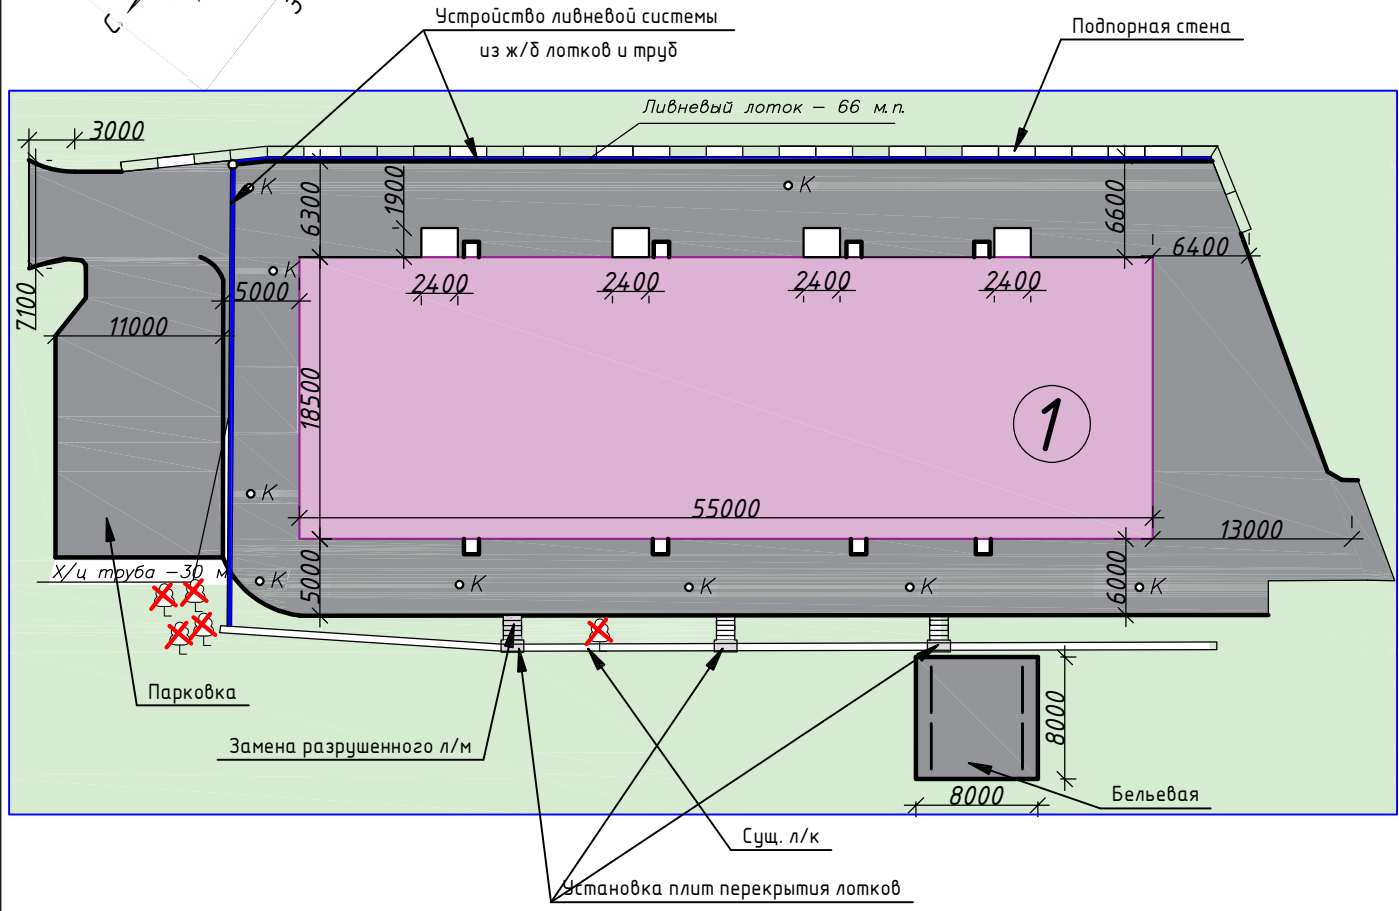 С
З
Устройство ливневой системы
из ж/б лотков и труб
Подпорная стена
Ливневый лоток – 66 м.п.
3000
К
К
6300
1900
6600
6400
К
5000
2400
2400
2400
2400
7100
11000
18500
1
К
55000
13000
Х/ц труба –30 м
К
5000
К
К
К
6000
К
Парковка
Замена разрушенного л/м
8000
Бельевая
8000
Сущ. л/к
Установка плит перекрытия лотков